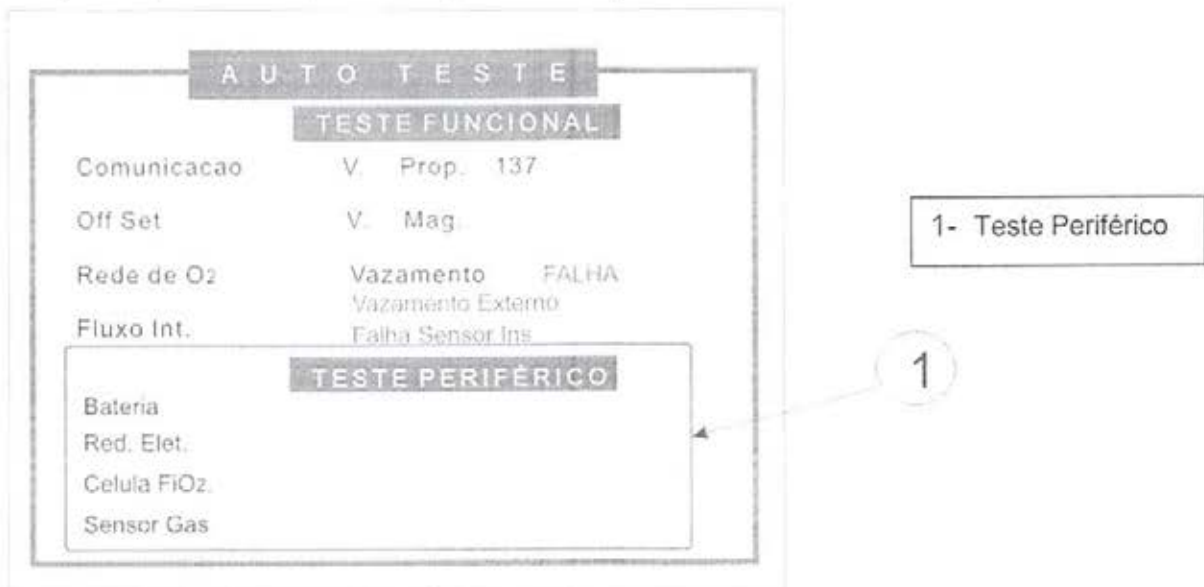 AUTO TESTE
TESTE FUNCIONAL
Comunicacao V. Prop. 137
Off Set V. Mag.
Rede de O2 Vazamento FALHA
Vazamento Externo
Fluxo Int. Falha Sensor Ins
TESTE PERIFÉRICO
Bateria
Red. Elet.
Celula FiO2.
Sensor Gas
1- Teste Periférico
1